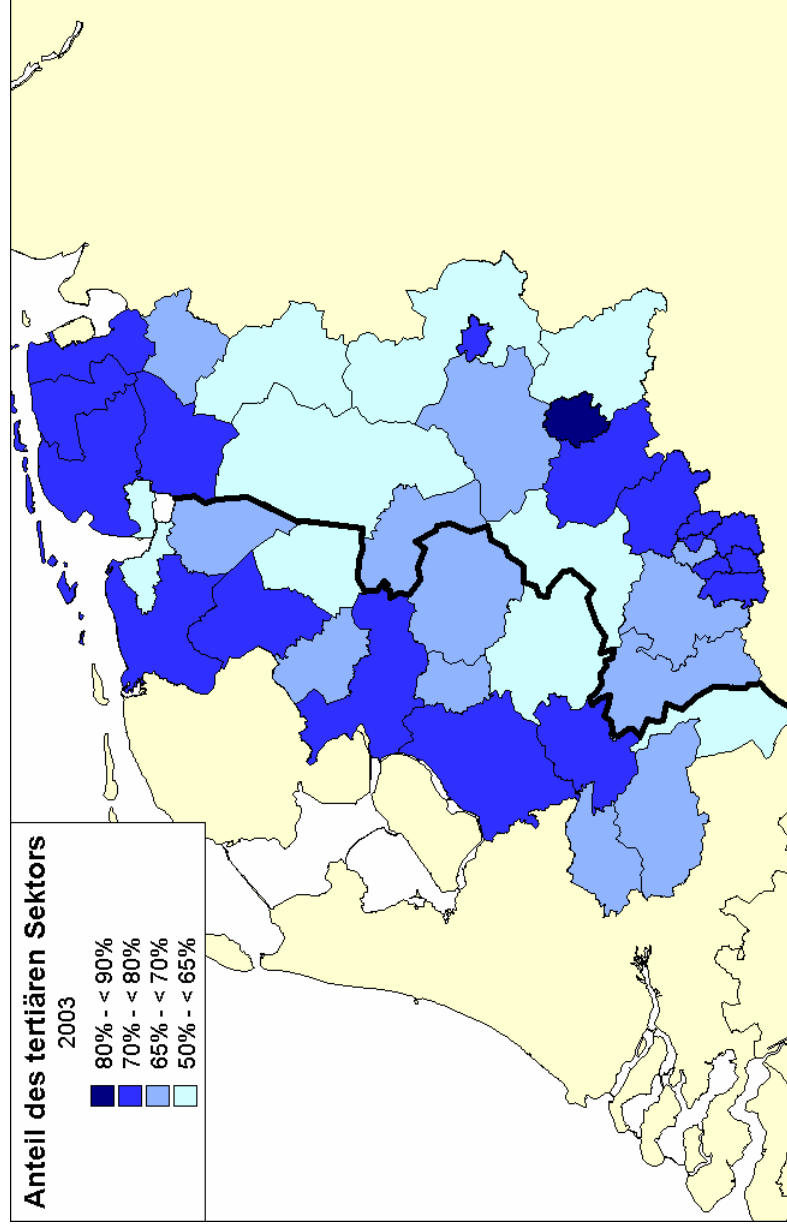 Anteil des tertiären Sektors
2003
80% - < 90%
70% - < 80%
65% - < 70%
50% - < 65%